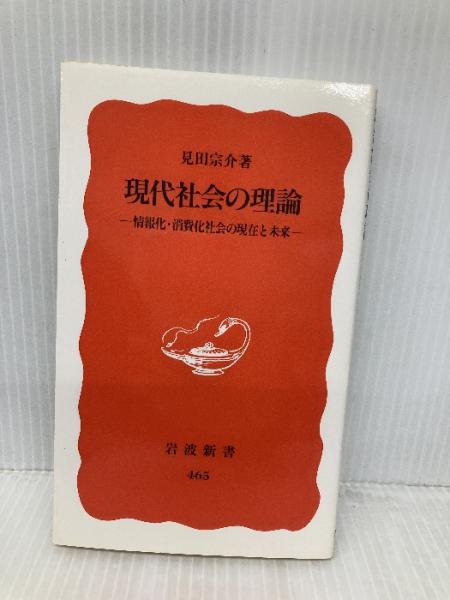 見田宗介著
現代社会の理論
―情報化・消費化社会の現在と未来―
岩波新書
465